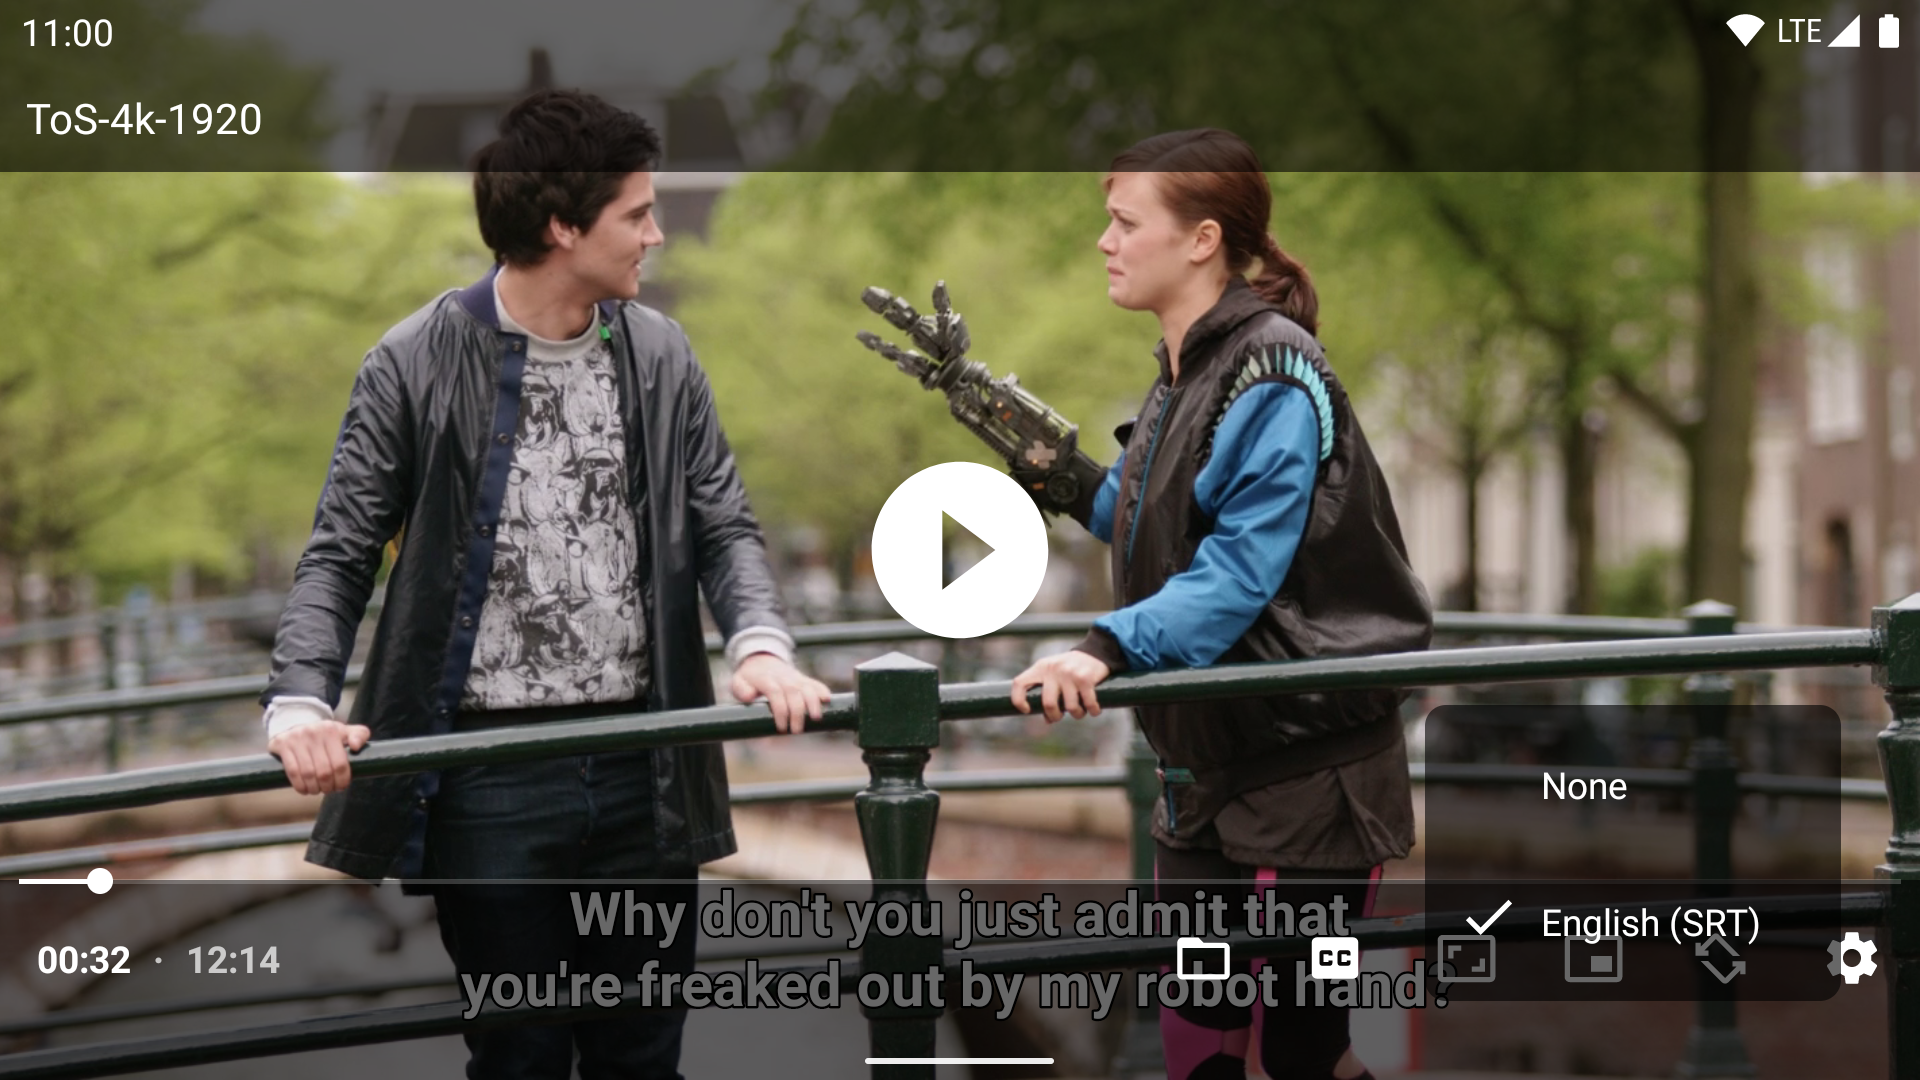 11:00
LTE
ToS-4k-1920
None
English (SRT)
Why don't you just admit that
you're freaked out by my robot hand?
00:32 · 12:14
CC